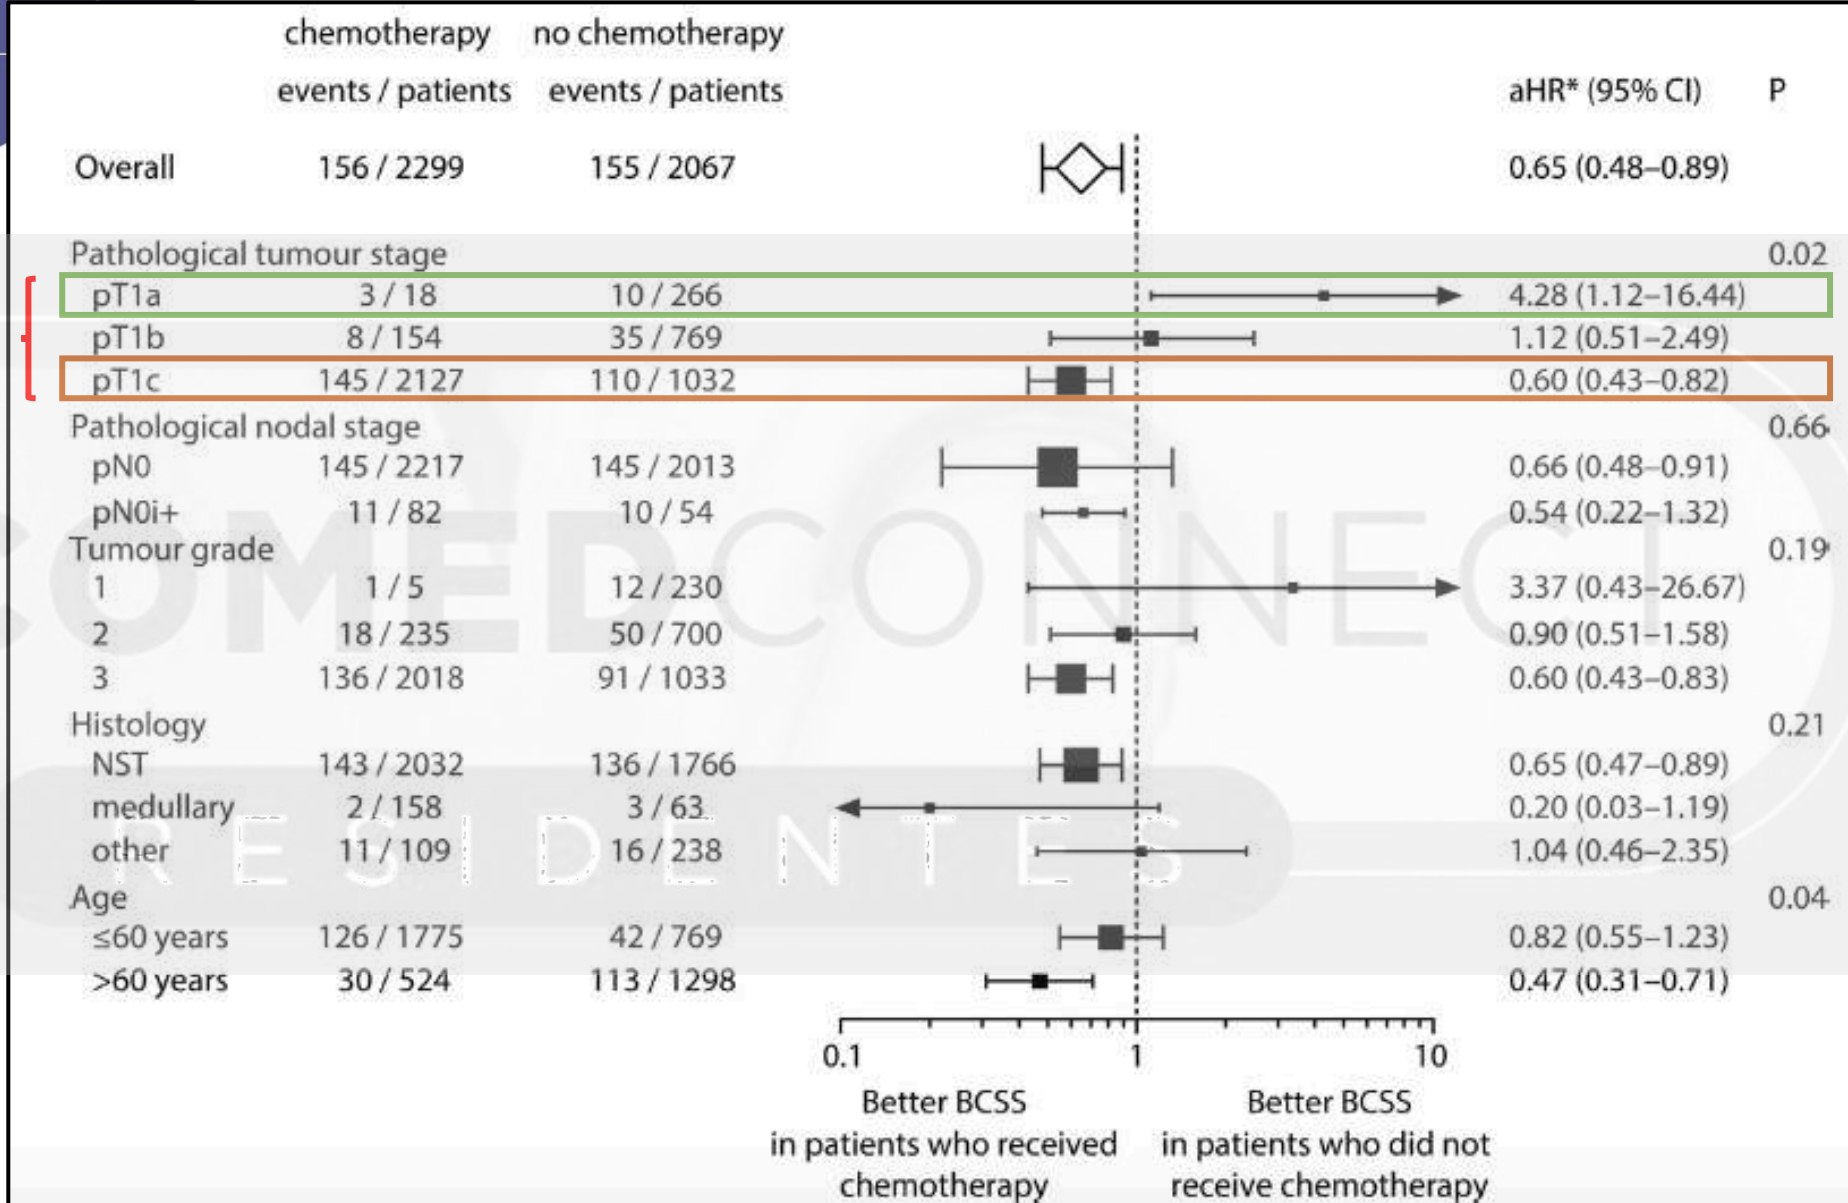 chemotherapy no chemotherapy
events / patients events / patients aHR* (95% CI) P
Overall 156 / 2299 155 / 2067 0.65 (0.48–0.89)
Pathological tumour stage 0.02
pT1a 3 / 18 10 / 266 4.28 (1.12–16.44)
pT1b 8 / 154 35 / 769 1.12 (0.51–2.49)
pT1c 145 / 2127 110 / 1032 0.60 (0.43–0.82)
Pathological nodal stage 0.66
pN0 145 / 2217 145 / 2013 0.66 (0.48–0.91)
pN0i+ 11 / 82 10 / 54 0.54 (0.22–1.32)
COMEDCONNECT
Tumour grade 0.19
1 1 / 5 12 / 230 3.37 (0.43–26.67)
2 18 / 235 50 / 700 0.90 (0.51–1.58)
3 136 / 2018 91 / 1033 0.60 (0.43–0.83)
Histology 0.21
NST 143 / 2032 136 / 1766 0.65 (0.47–0.89)
medullary 2 / 158 3 / 63 0.20 (0.03–1.19)
RESIDENTES
other 11 / 109 16 / 238 1.04 (0.46–2.35)
Age 0.04
≤60 years 126 / 1775 42 / 769 0.82 (0.55–1.23)
>60 years 30 / 524 113 / 1298 0.47 (0.31–0.71)
0.1 1 10
Better BCSS Better BCSS
in patients who received in patients who did not
chemotherapy receive chemotherapy